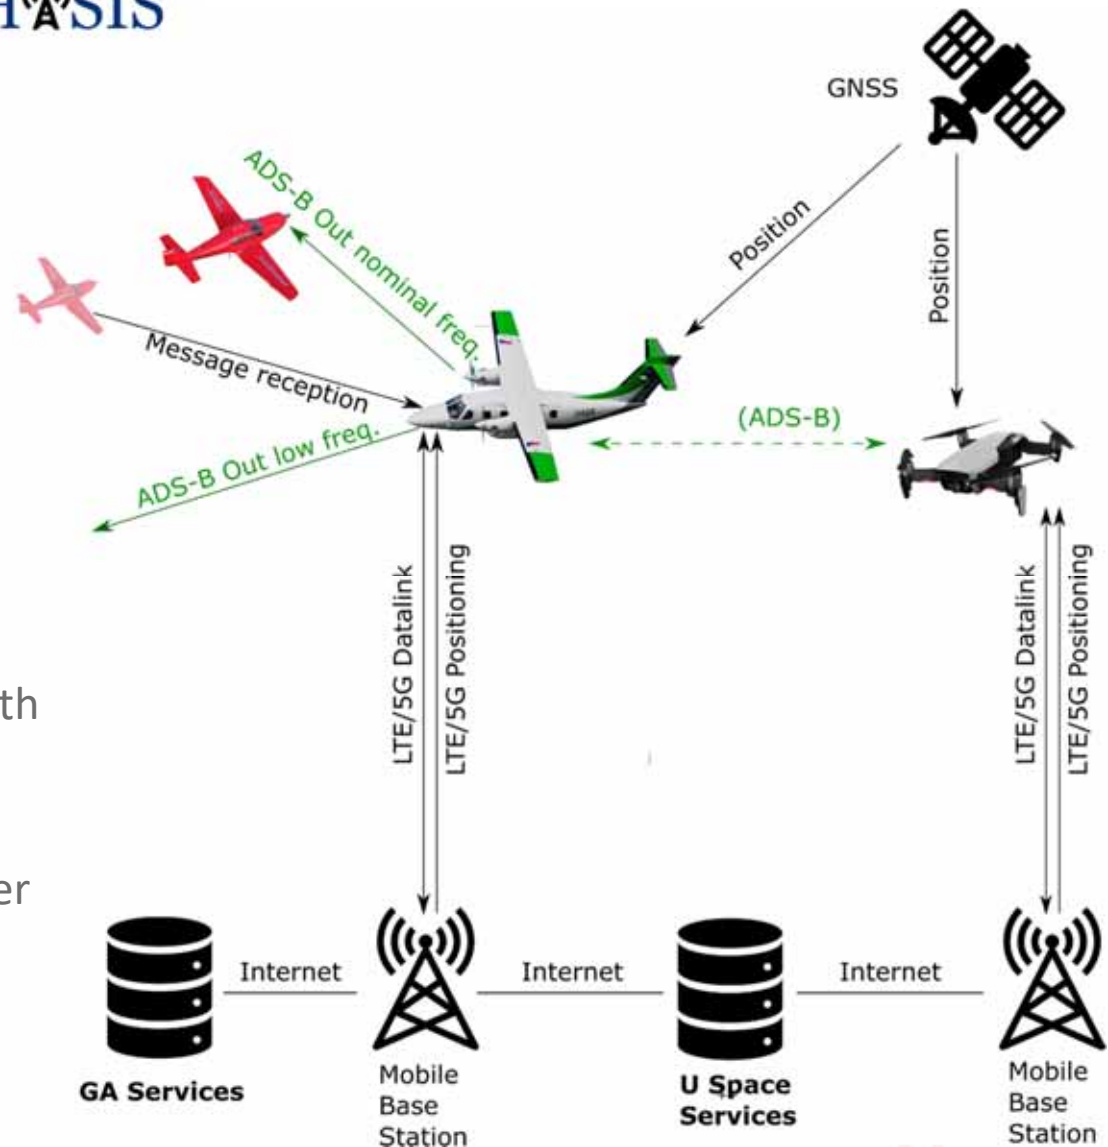 GNSS
ADS-B Out nominal freq.
Position
Position
Message reception
(ADS-B)
ADS-B Out low freq.
LTE/5G Datalink
LTE/5G Positioning
LTE/5G Datalink
LTE/5G Positioning
th
er
Internet
Internet
Internet
GA Services
Mobile
Base
Station
U Space
Services
Mobile
Base
Station